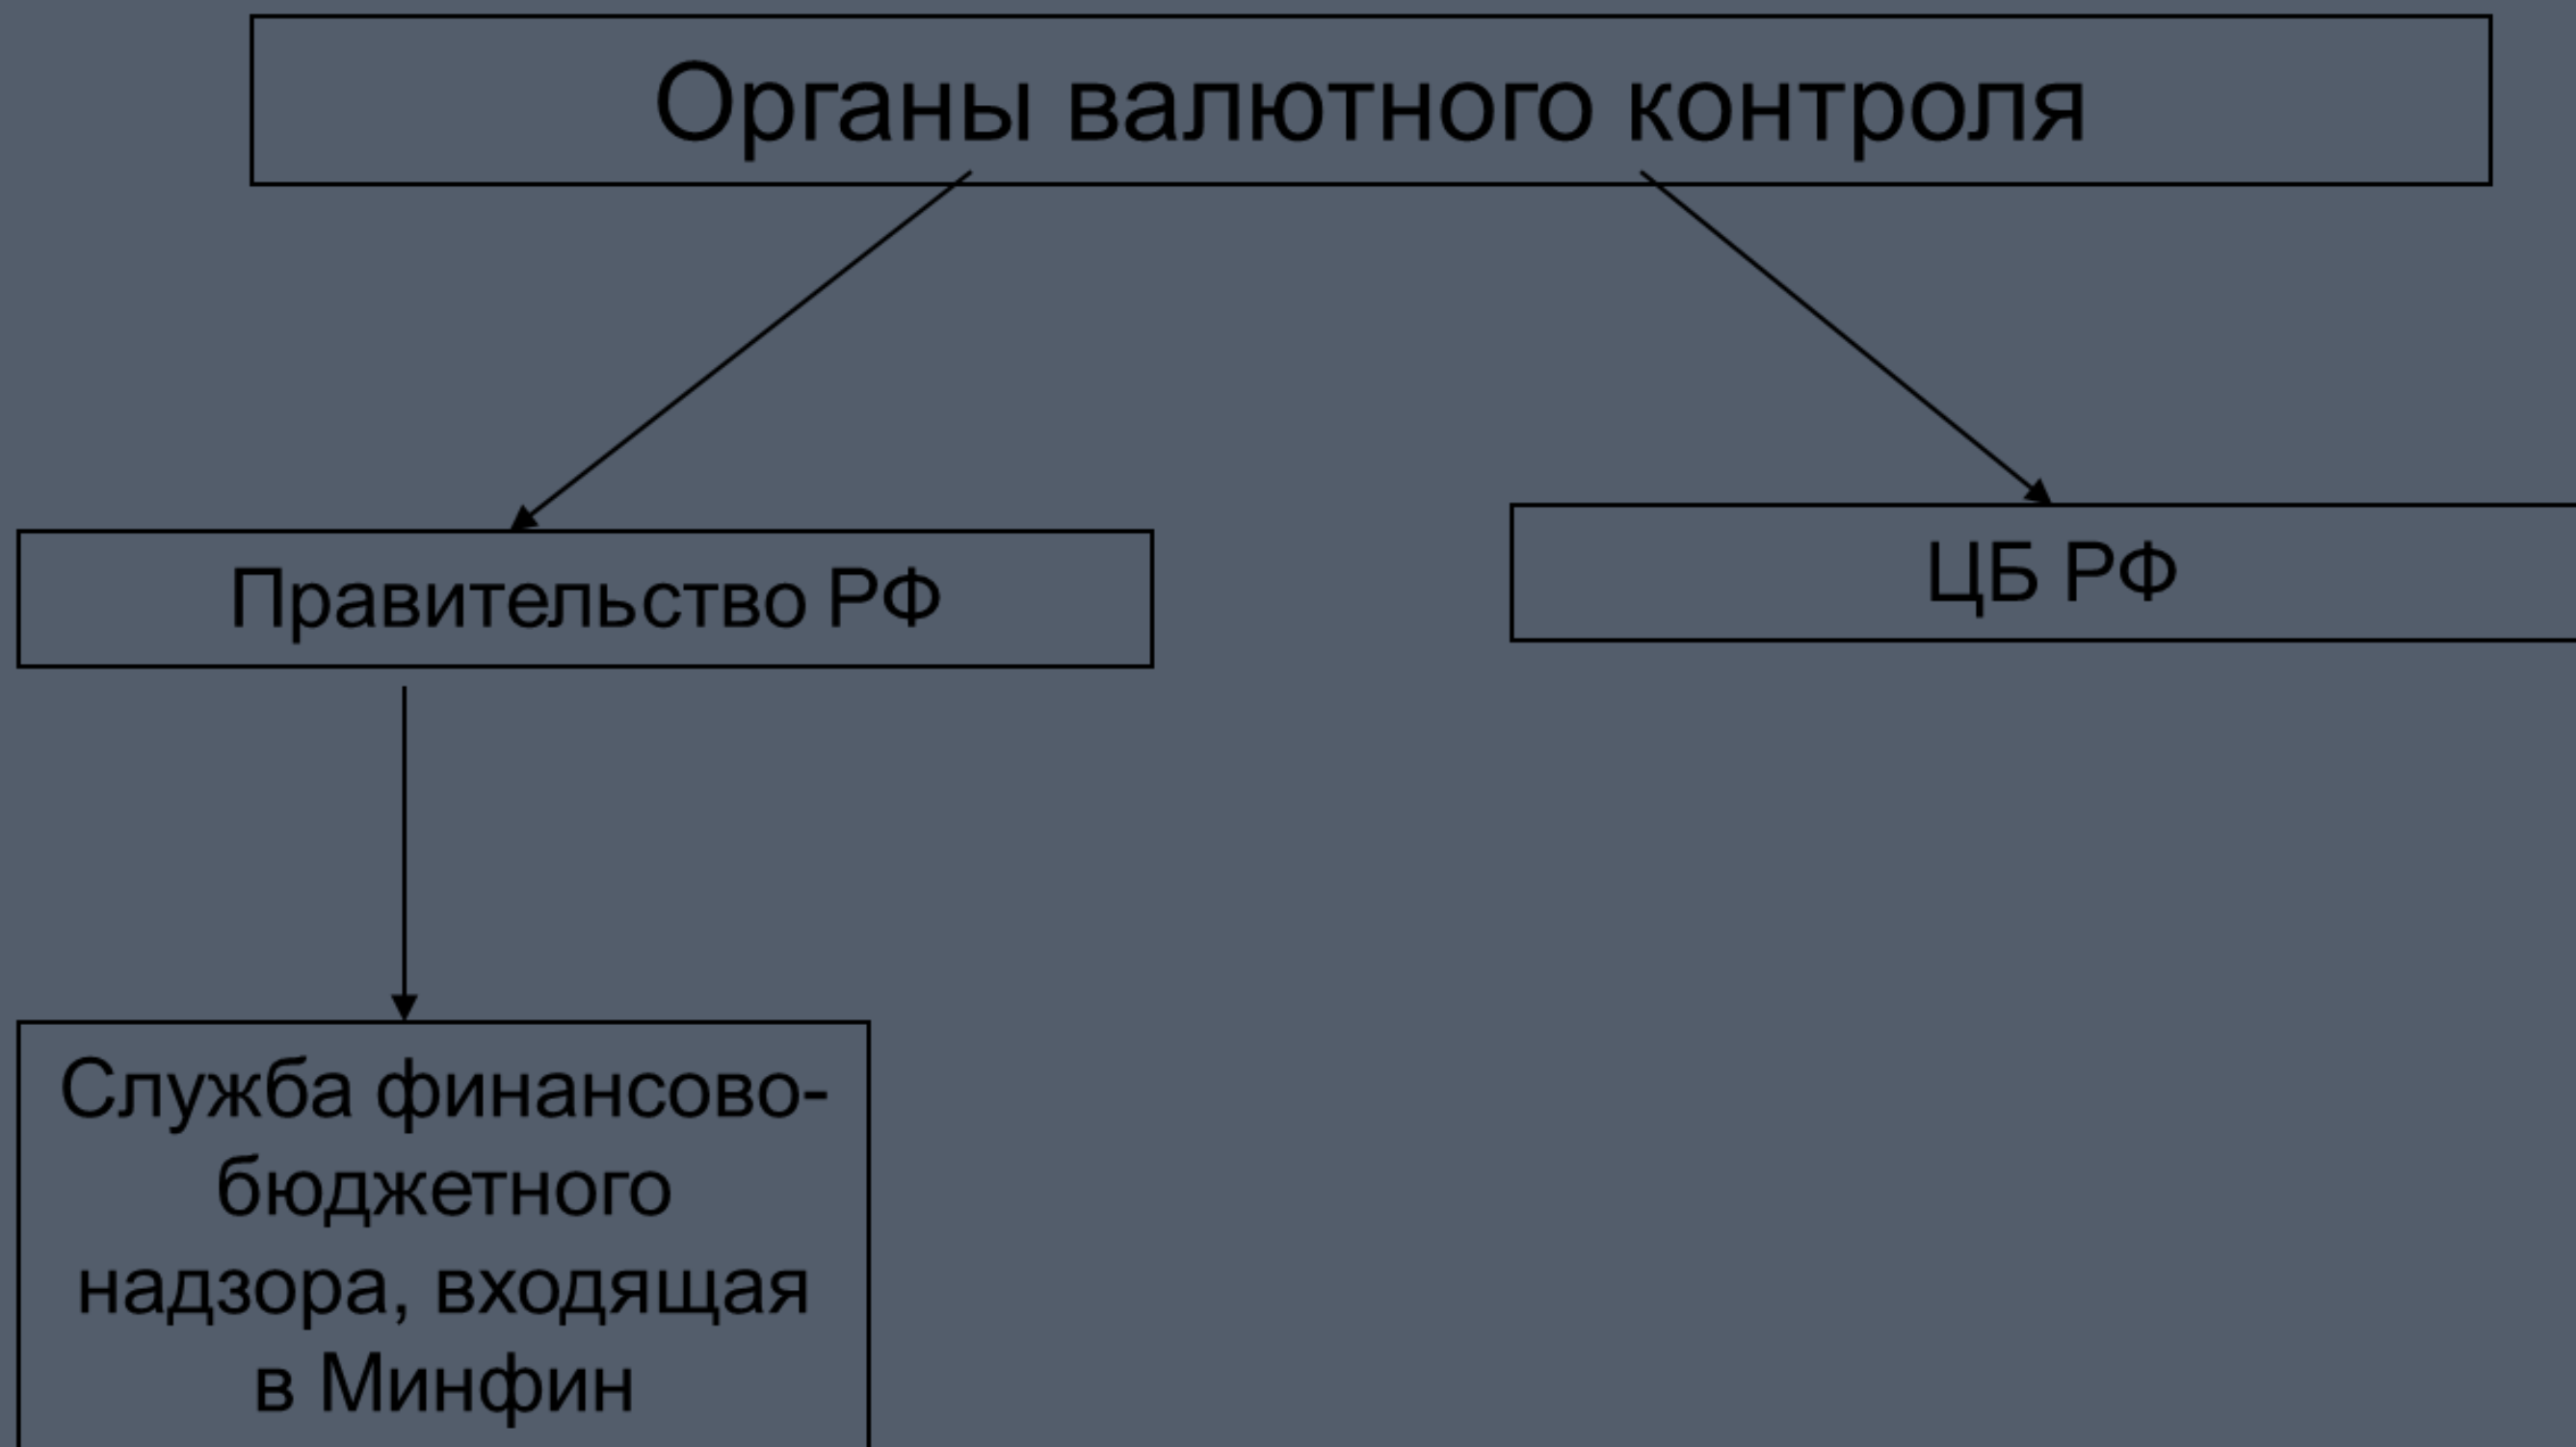 Органы валютного контроля
Правительство РФ
ЦБ РФ
Служба финансово-
бюджетного
надзора, входящая
в Минфин